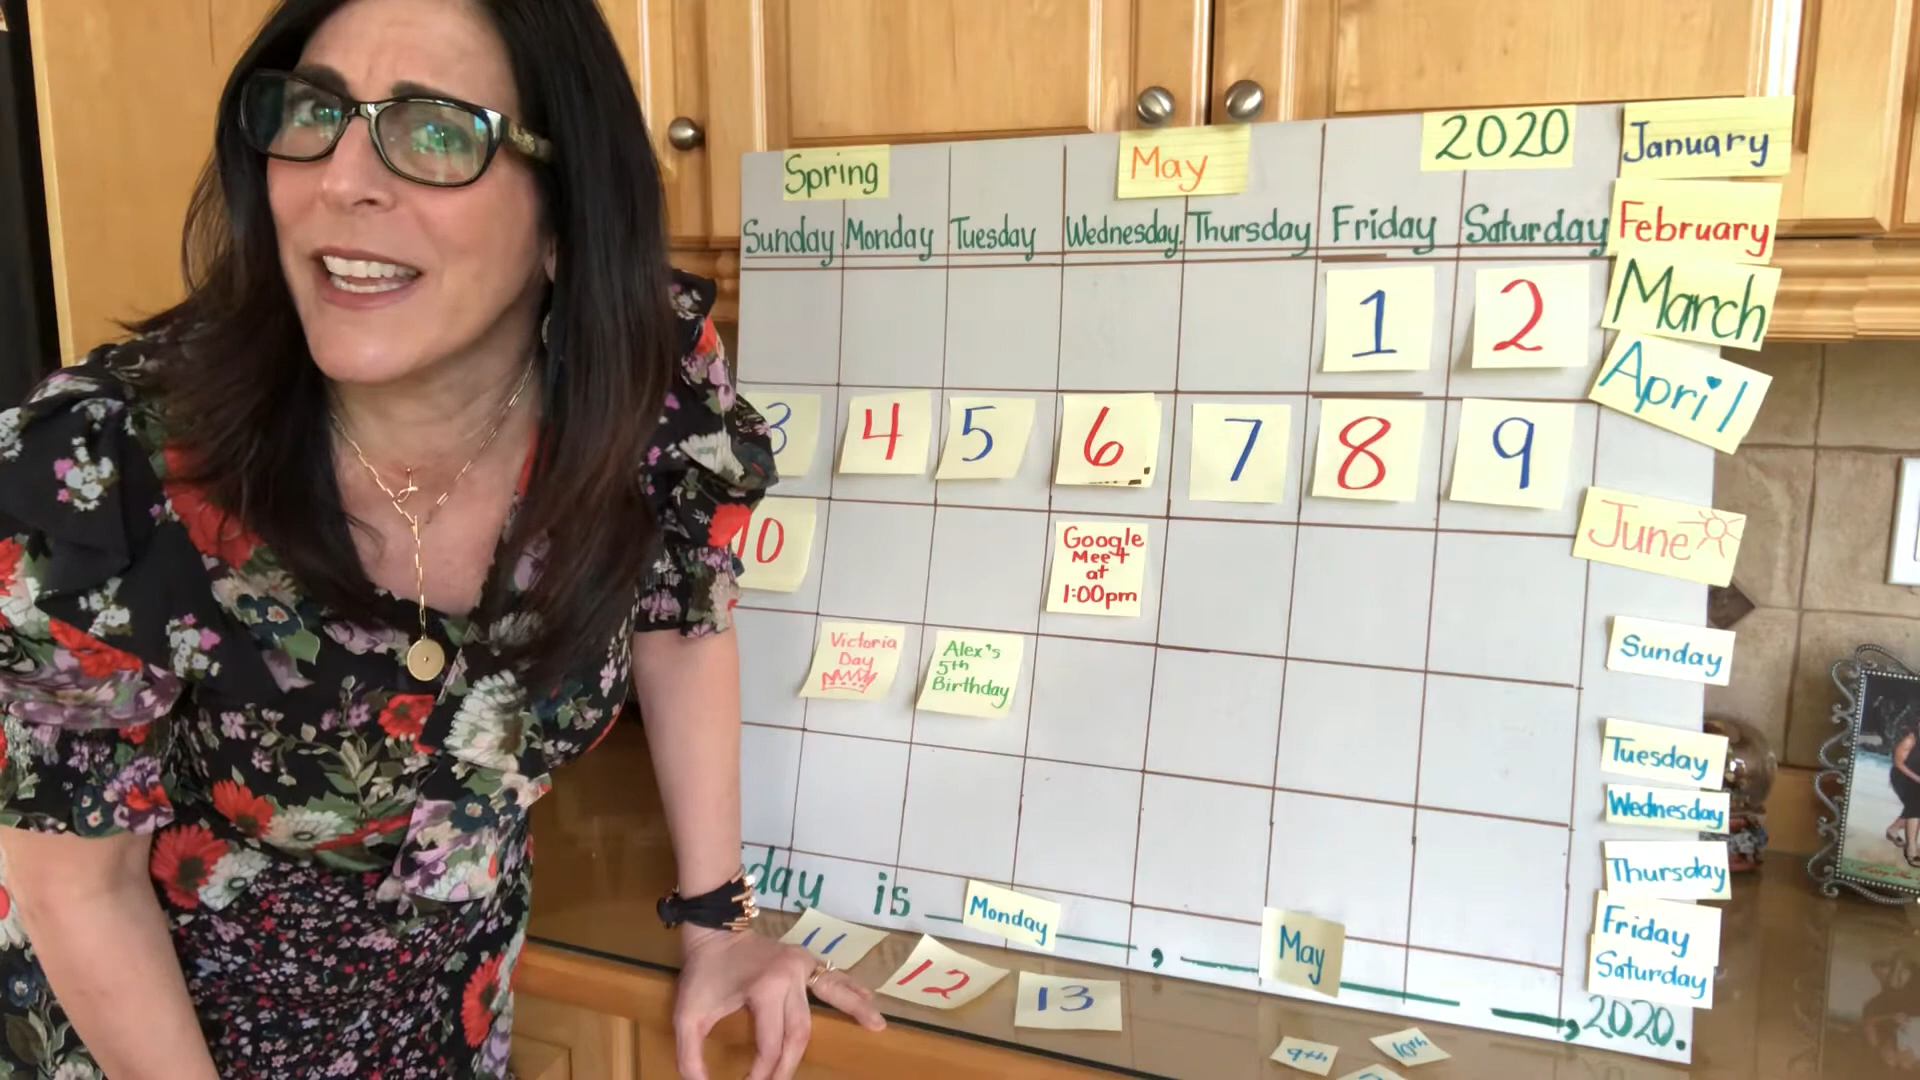 Spring May 2020
Sunday Monday Tuesday Wednesday Thursday Friday Saturday
1 2
3 4 5 6 7 8 9
10
Google
Meet
at
1:00pm
Victoria
Day
Alex's
5th
Birthday
day is Monday , May , 2020.
11 12 13
9th 10th
January
February
March
April
June
Sunday
Tuesday
Wednesday
Thursday
Friday
Saturday